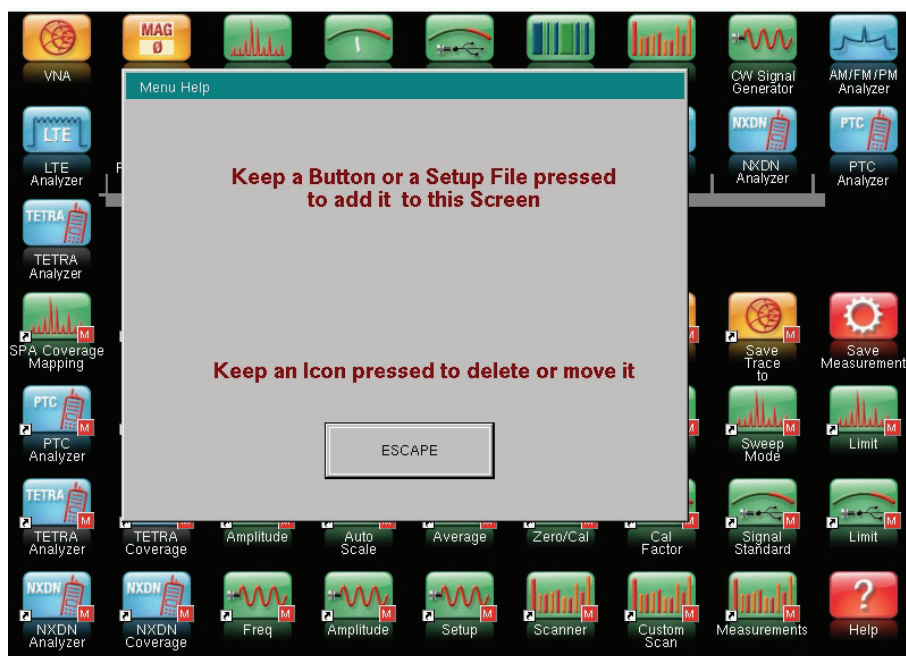 MAG
Ø
VNA
CW Signal
Generator
AM/FM/PM
Analyzer
Menu Help
LTE
NXDN
PTC
LTE
Analyzer
NXDN
Analyzer
PTC
Analyzer
Keep a Button or a Setup File pressed
to add it to this Screen
TETRA
TETRA
Analyzer
M
M
M
SPA Coverage
Mapping
Save
Trace
to
Save
Measurement
Keep an Icon pressed to delete or move it
PTC
M
M
M
PTC
Analyzer
Sweep
Mode
Limit
ESCAPE
TETRA
M
M
M
TETRA
Analyzer
TETRA
Coverage
Amplitude
Auto
Scale
Average
Zero/Cal
Cal
Factor
Signal
Standard
Limit
NXDN
NXDN
?
M
M
M
M
M
M
M
M
NXDN
Analyzer
NXDN
Coverage
Freq
Amplitude
Setup
Scanner
Custom
Scan
Measurements
Help